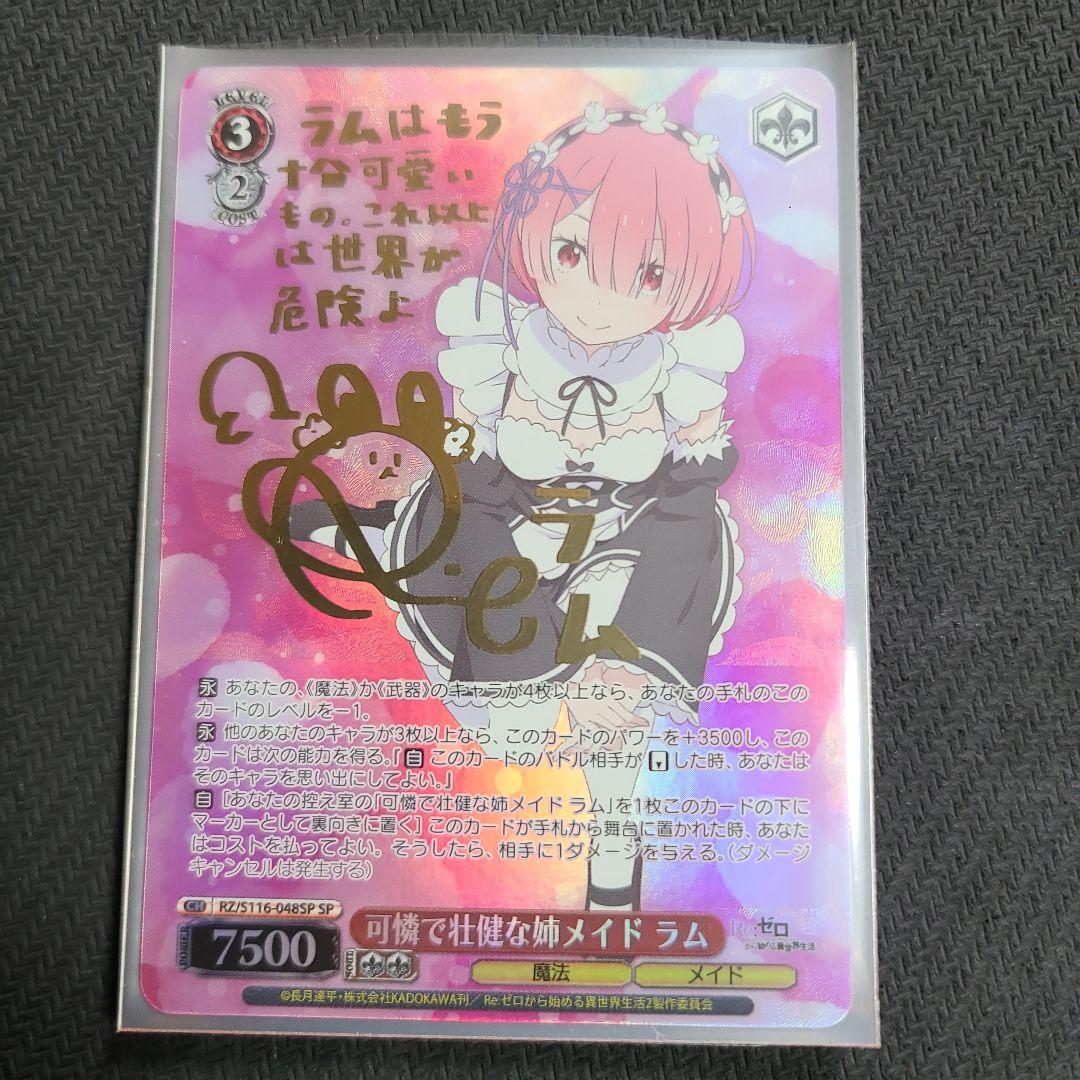 LEVEL
3
2
COST
ラムはもう
十分可愛い
もの。これ以上
は世界が
危険よ
ラム
永 あなたの、《魔法》か《武器》のキャラが4枚以上なら、あなたの手札のこの
カードのレベルを－1。
永 他のあなたのキャラが3枚以上なら、このカードのパワーを＋3500し、この
カードは次の能力を得る。「自 このカードのバトル相手が した時、あなたは
そのキャラを思い出にしてよい。」
自 ［あなたの控え室の「可憐で壮健な姉メイド ラム」を1枚このカードの下に
マーカーとして裏向きに置く］ このカードが手札から舞台に置かれた時、あなた
はコストを払ってよい。そうしたら、相手に1ダメージを与える。（ダメージ
キャンセルは発生する）
CH RZ/S116-048SP SP
POWER 7500
SOUL
可憐で壮健な姉メイド ラム
Re:ゼロ
から始める異世界生活
魔法 メイド
©長月達平・株式会社KADOKAWA刊／Re:ゼロから始める異世界生活2製作委員会